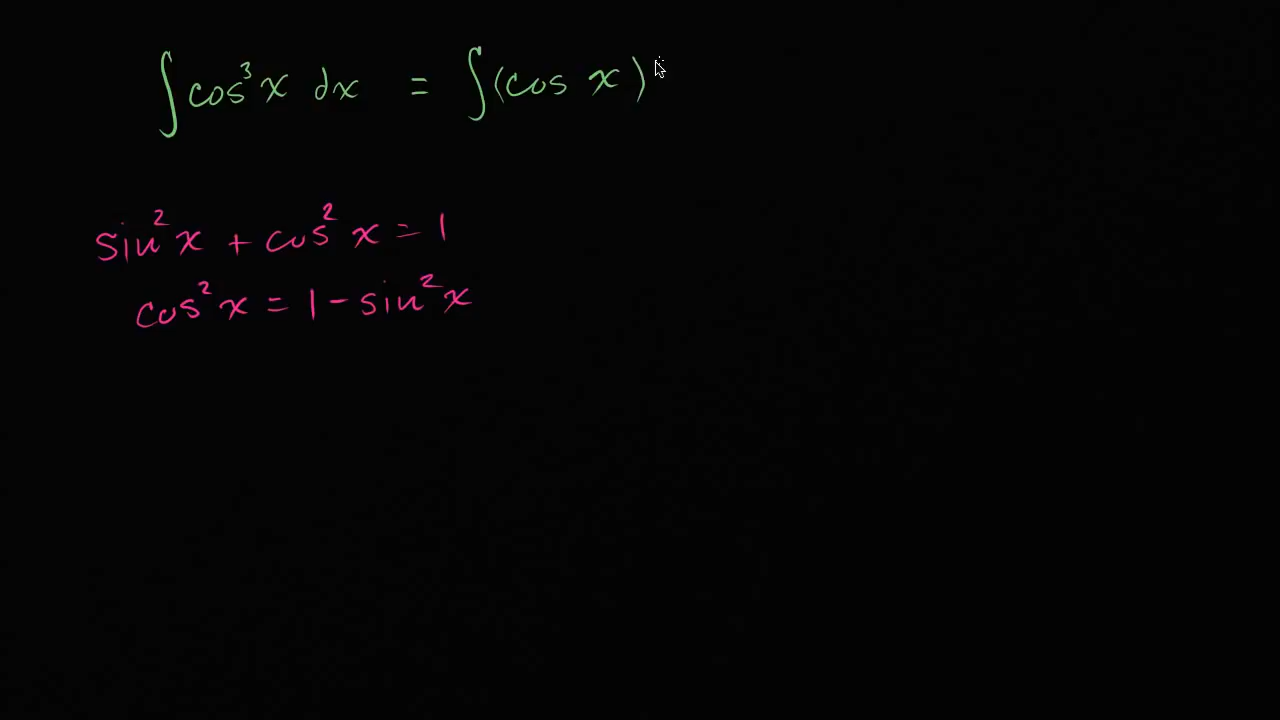 ∫cos³x dx = ∫(cos x)
sin²x + cos²x = 1
cos²x = 1 - sin²x